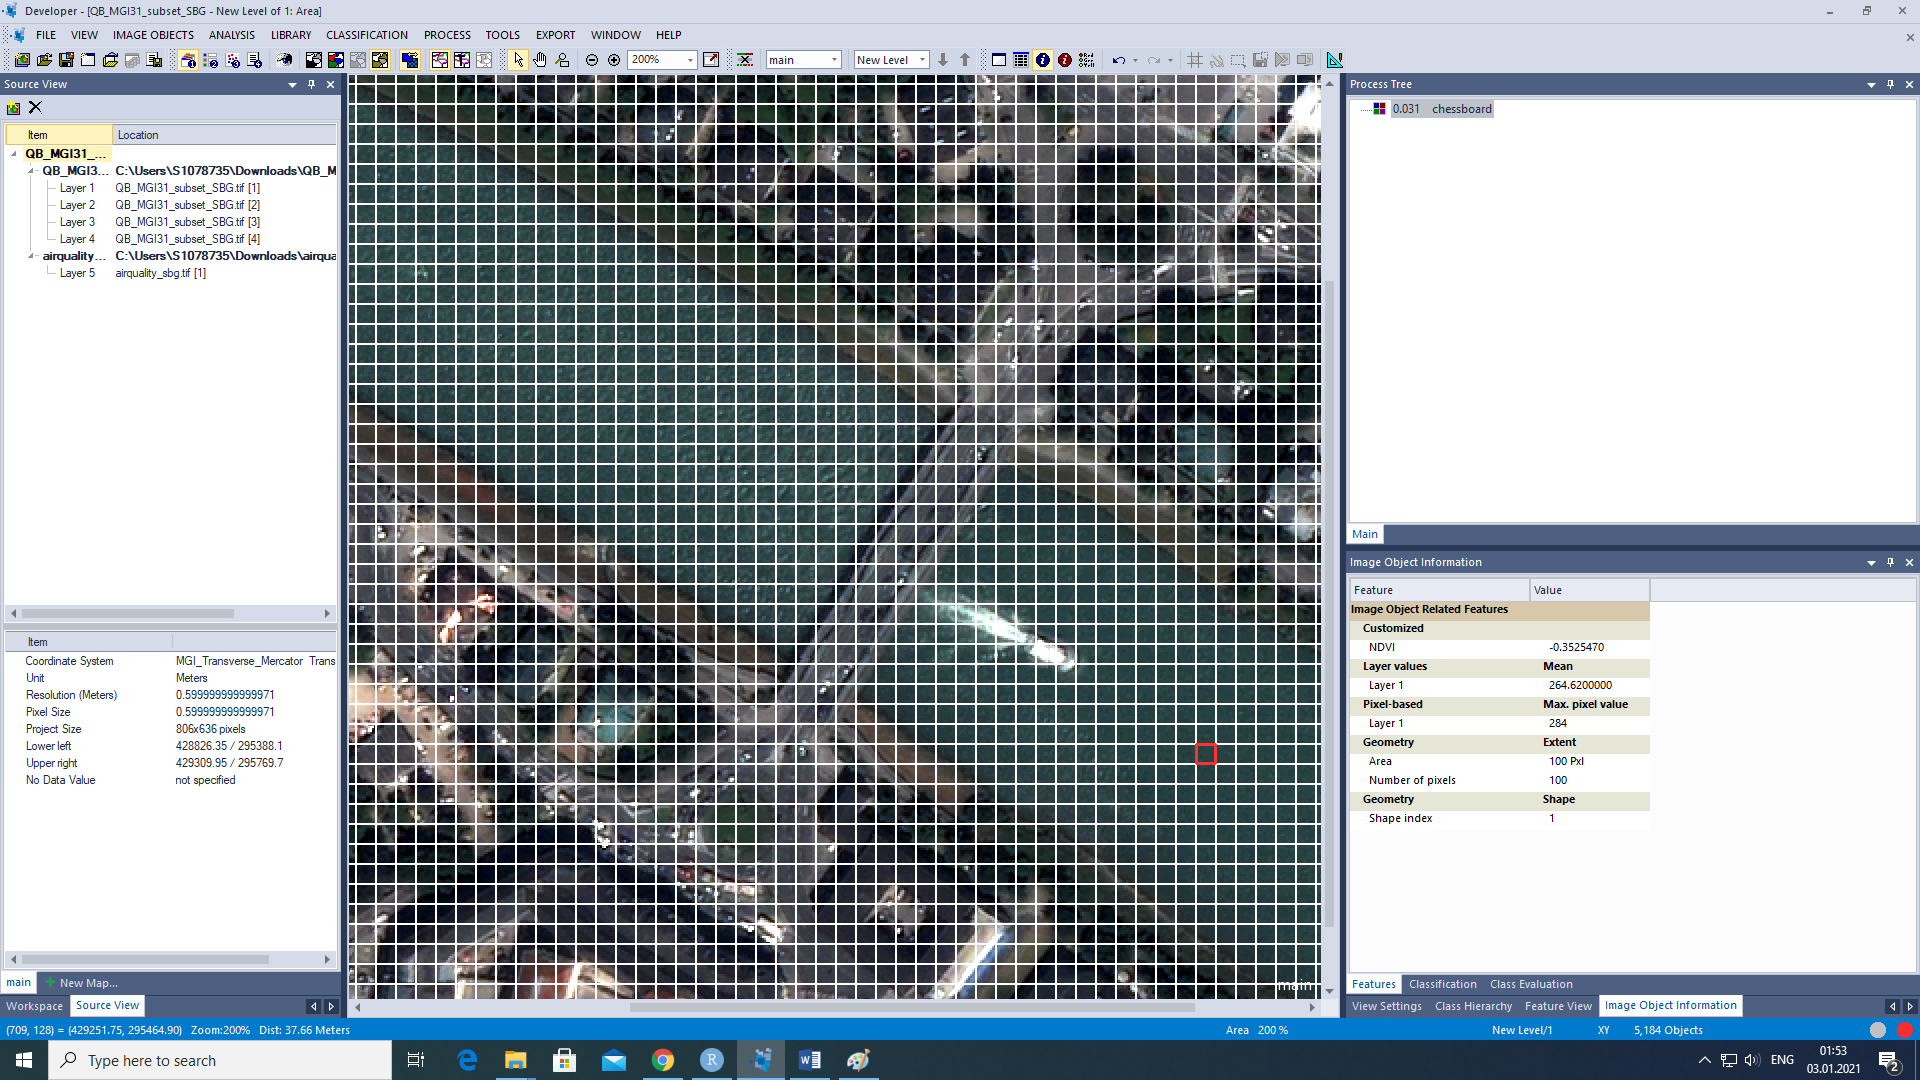 Developer - [QB_MGI31_subset_SBG - New Level of 1: Area]
FILE VIEW IMAGE OBJECTS ANALYSIS LIBRARY CLASSIFICATION PROCESS TOOLS EXPORT WINDOW HELP
200% main New Level
Source View
Item Location
QB_MGI31_...
QB_MGI3... C:\Users\S1078735\Downloads\QB_M
Layer 1 QB_MGI31_subset_SBG.tif [1]
Layer 2 QB_MGI31_subset_SBG.tif [2]
Layer 3 QB_MGI31_subset_SBG.tif [3]
Layer 4 QB_MGI31_subset_SBG.tif [4]
airquality... C:\Users\S1078735\Downloads\airqua
Layer 5 airquality_sbg.tif [1]
Item
Coordinate System MGI_Transverse_Mercator Trans
Unit Meters
Resolution (Meters) 0.599999999999971
Pixel Size 0.599999999999971
Project Size 806x636 pixels
Lower left 428826.35 / 295388.1
Upper right 429309.95 / 295769.7
No Data Value not specified
main + New Map...
Workspace Source View
main
Process Tree
0.031 chessboard
Main
Image Object Information
Feature Value
Image Object Related Features
Customized
NDVI -0.3525470
Layer values Mean
Layer 1 264.6200000
Pixel-based Max. pixel value
Layer 1 284
Geometry Extent
Area 100 Pxl
Number of pixels 100
Geometry Shape
Shape index 1
Features Classification Class Evaluation
View Settings Class Hierarchy Feature View Image Object Information
(709, 128) = (429251.75, 295464.90) Zoom:200% Dist: 37.66 Meters Area 200 % New Level/1 XY 5,184 Objects
Type here to search
ENG
01:53
03.01.2021
2